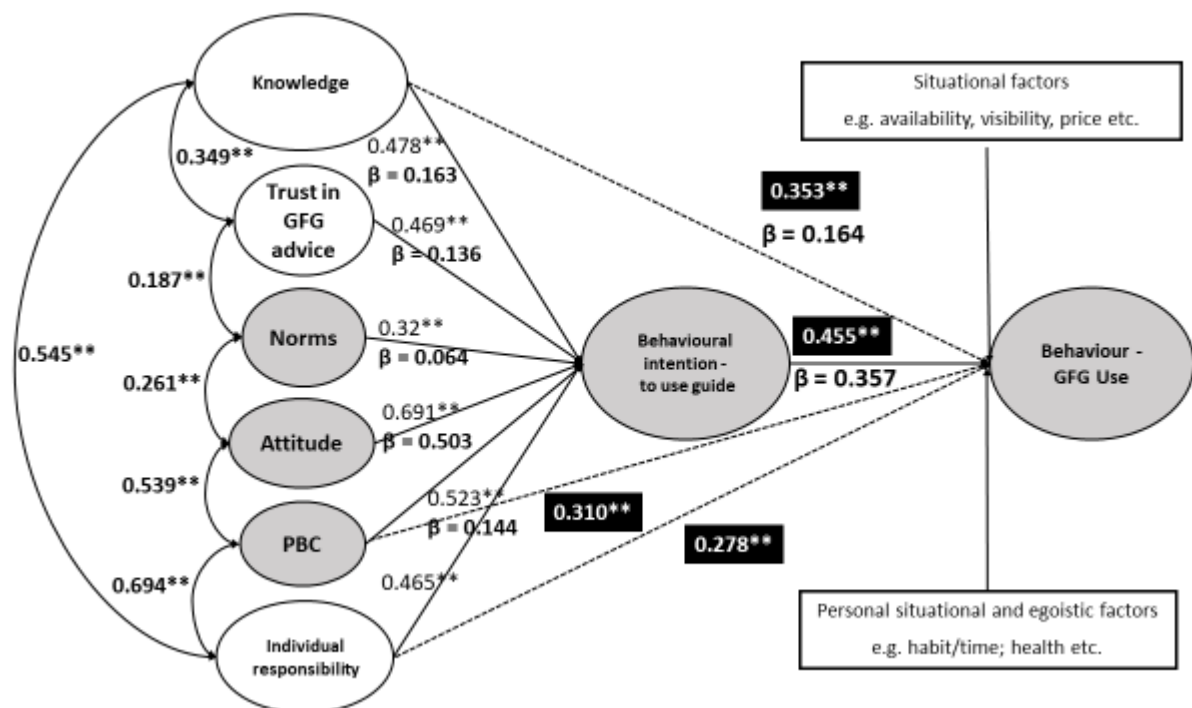 Knowledge
Situational factors
e.g. availability, visibility, price etc.
0.349**
0.478**
β = 0.163
Trust in
GFG
advice
0.469**
β = 0.136
0.353**
β = 0.164
0.187**
Norms
0.32**
β = 0.064
0.545**
0.261**
Behavioural
intention -
to use guide
0.455**
β = 0.357
Behaviour -
GFG Use
Attitude
0.691**
β = 0.503
0.539**
PBC
0.523**
β = 0.144
0.310**
0.278**
0.694**
0.465**
Individual
responsibility
Personal situational and egoistic factors
e.g. habit/time; health etc.